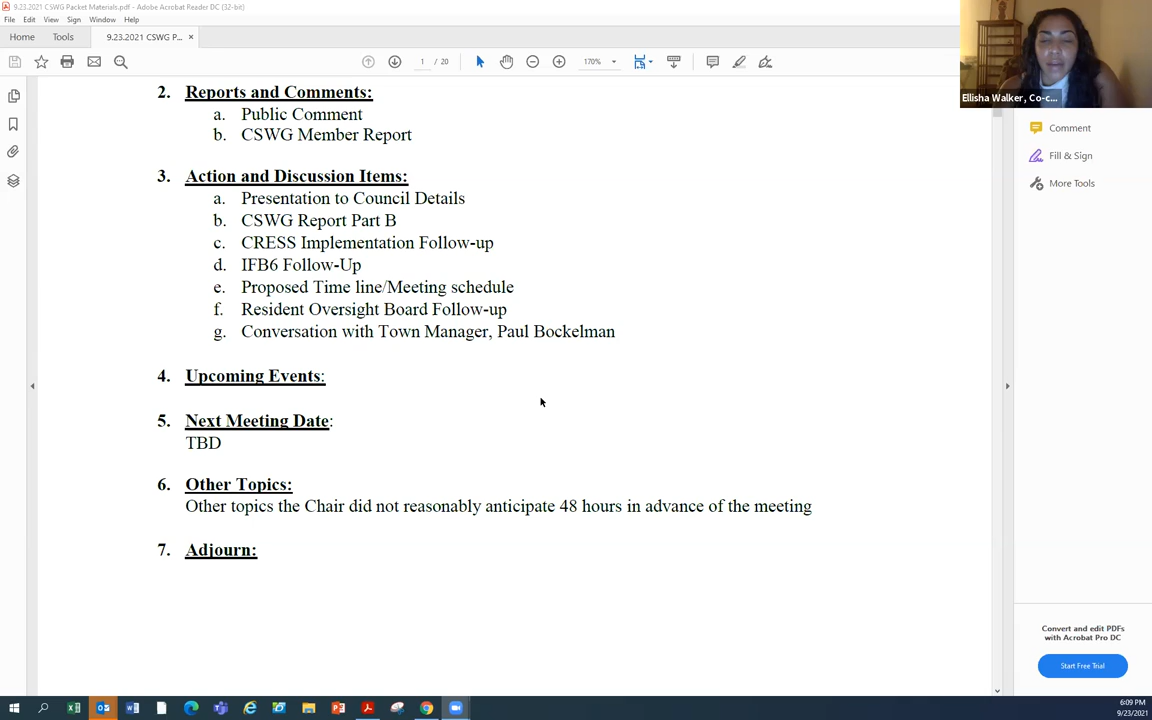 9.23.2021 CSWG Packet Materials.pdf - Adobe Acrobat Reader DC (32-bit)
File Edit View Sign Window Help
Home Tools 9.23.2021 CSWG P... ×
1 / 20 170%
Ellisha Walker, Co-c...
2. Reports and Comments:
a. Public Comment
b. CSWG Member Report
3. Action and Discussion Items:
a. Presentation to Council Details
b. CSWG Report Part B
c. CRESS Implementation Follow-up
d. IFB6 Follow-Up
e. Proposed Time line/Meeting schedule
f. Resident Oversight Board Follow-up
g. Conversation with Town Manager, Paul Bockelman
4. Upcoming Events:
5. Next Meeting Date:
TBD
6. Other Topics:
Other topics the Chair did not reasonably anticipate 48 hours in advance of the meeting
7. Adjourn:
Comment
Fill & Sign
More Tools
Convert and edit PDFs
with Acrobat Pro DC
Start Free Trial
6:09 PM
9/23/2021